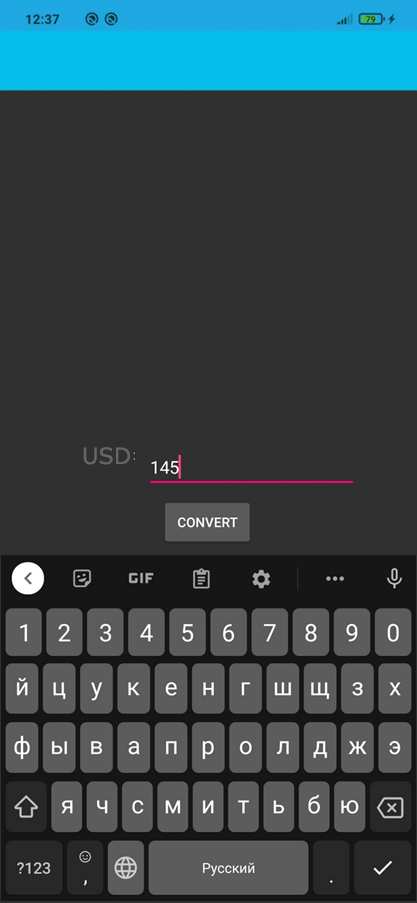 12:37 79
USD:
145
CONVERT
GIF
1 2 3 4 5 6 7 8 9 0
й ц у к е н г ш щ з х
ф ы в а п р о л д ж э
я ч с м и т ь б ю
?123 , Русский .